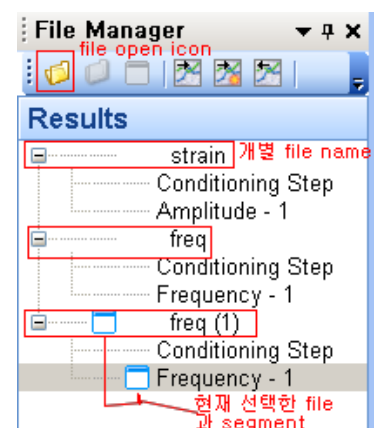 File Manager
file open icon
Results
strain 개별 file name
Conditioning Step
Amplitude - 1
freq
Conditioning Step
Frequency - 1
freq (1)
Conditioning Step
Frequency - 1
현재 선택한 file
과 segment